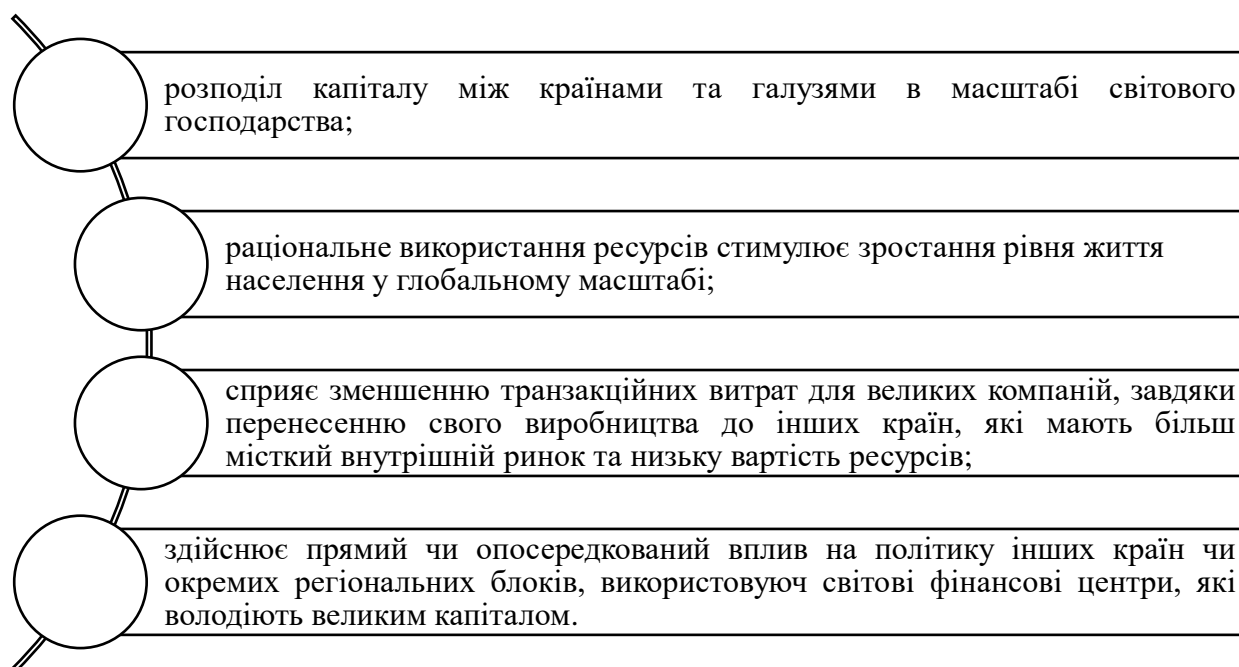 розподіл капіталу між країнами та галузями в масштабі світового
господарства;
раціональне використання ресурсів стимулює зростання рівня життя
населення у глобальному масштабі;
сприяє зменшенню транзакційних витрат для великих компаній, завдяки
перенесенню свого виробництва до інших країн, які мають більш
місткий внутрішній ринок та низьку вартість ресурсів;
здійснює прямий чи опосередкований вплив на політику інших країн чи
окремих регіональних блоків, використовуюч світові фінансові центри, які
володіють великим капіталом.